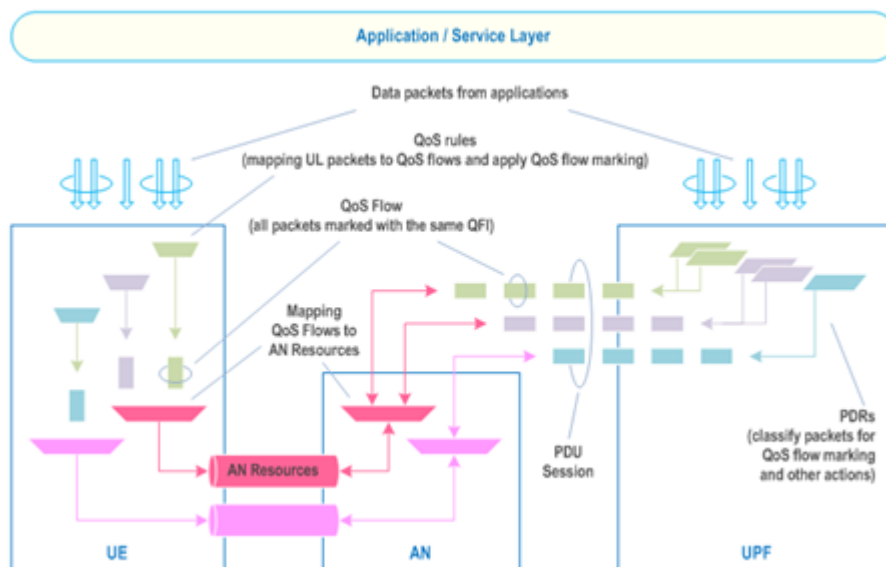 Application / Service Layer
Data packets from applications
QoS rules
(mapping UL packets to QoS flows and apply QoS flow marking)
QoS Flow
(all packets marked with the same QFI)
Mapping
QoS Flows to
AN Resources
PDU
Session
PDRs
(classify packets for
QoS flow marking
and other actions)
AN Resources
UE
AN
UPF